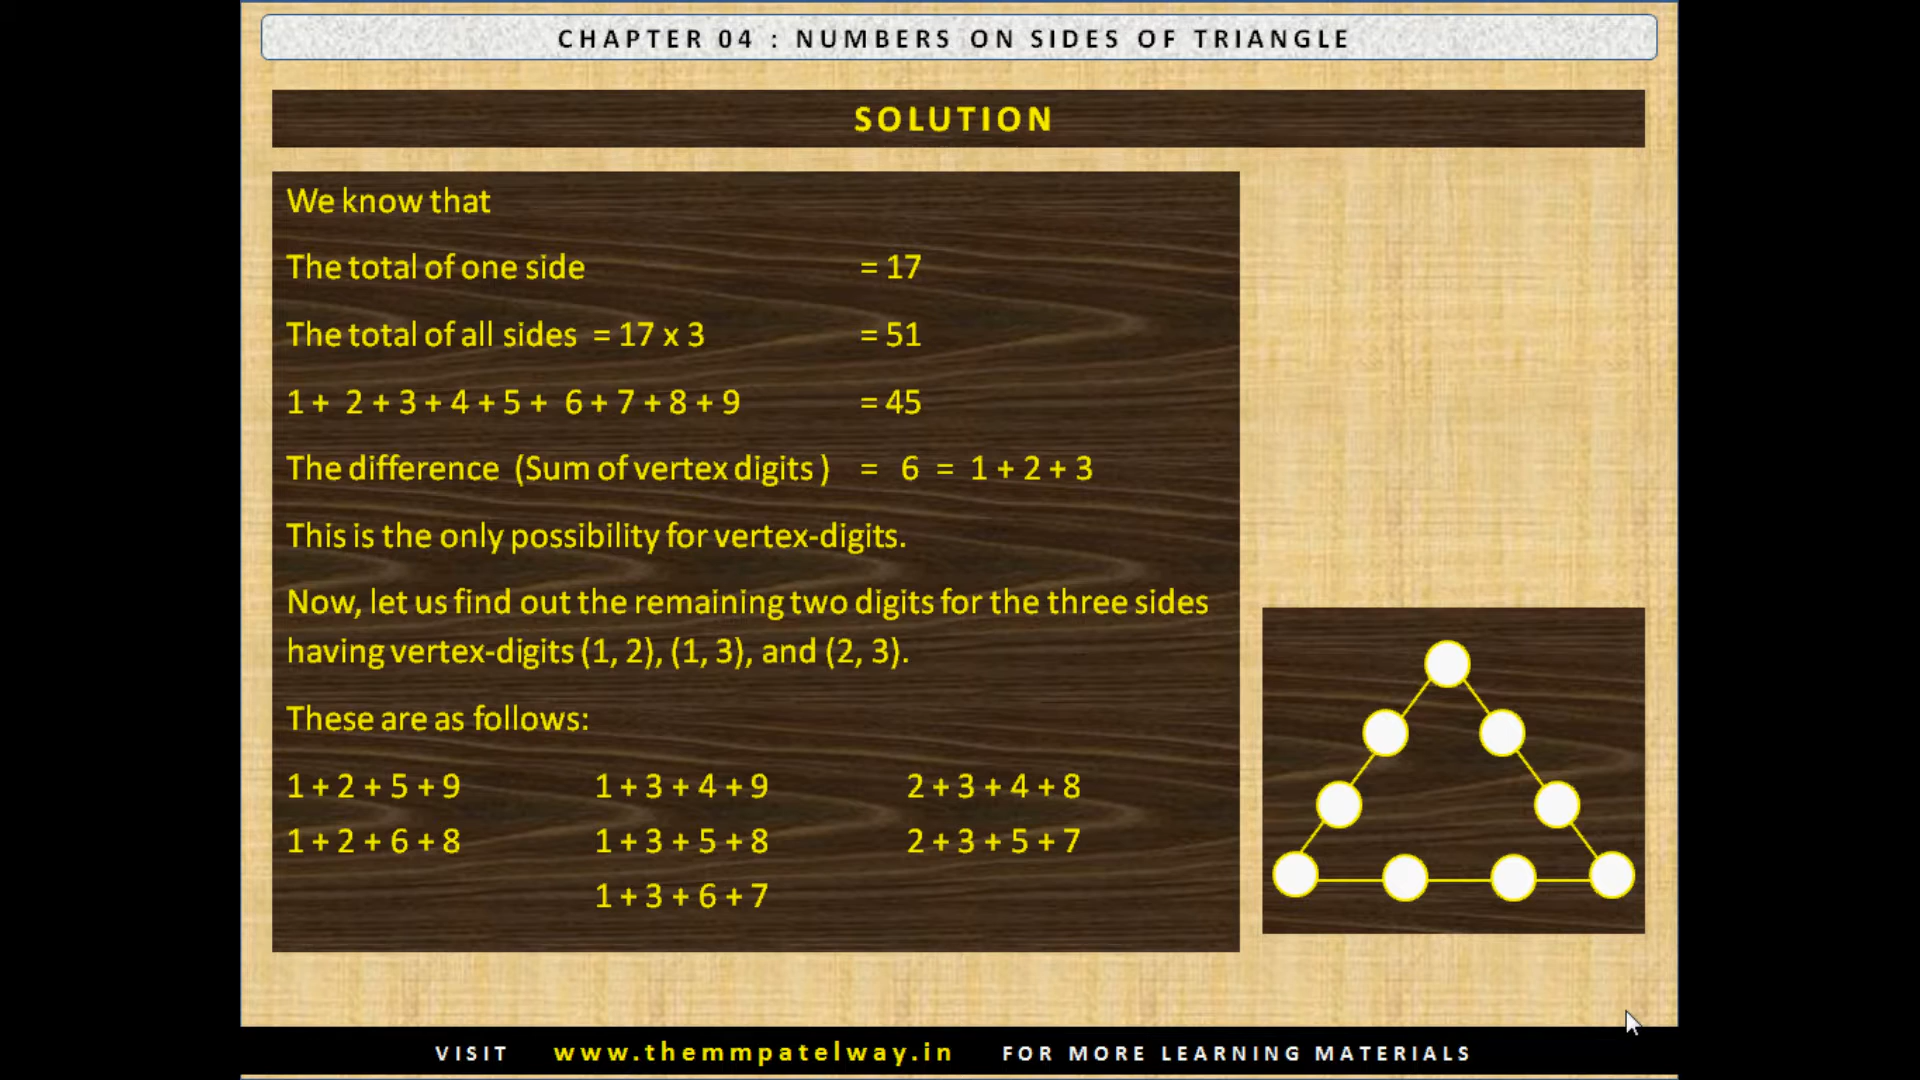 CHAPTER 04 : NUMBERS ON SIDES OF TRIANGLE
SOLUTION
We know that
The total of one side = 17
The total of all sides = 17 x 3 = 51
1 + 2 + 3 + 4 + 5 + 6 + 7 + 8 + 9 = 45
The difference (Sum of vertex digits ) = 6 = 1 + 2 + 3
This is the only possibility for vertex-digits.
Now, let us find out the remaining two digits for the three sides
having vertex-digits (1, 2), (1, 3), and (2, 3).
These are as follows:
1 + 2 + 5 + 9 1 + 3 + 4 + 9 2 + 3 + 4 + 8
1 + 2 + 6 + 8 1 + 3 + 5 + 8 2 + 3 + 5 + 7
1 + 3 + 6 + 7
VISIT www.themmpatelway.in FOR MORE LEARNING MATERIALS